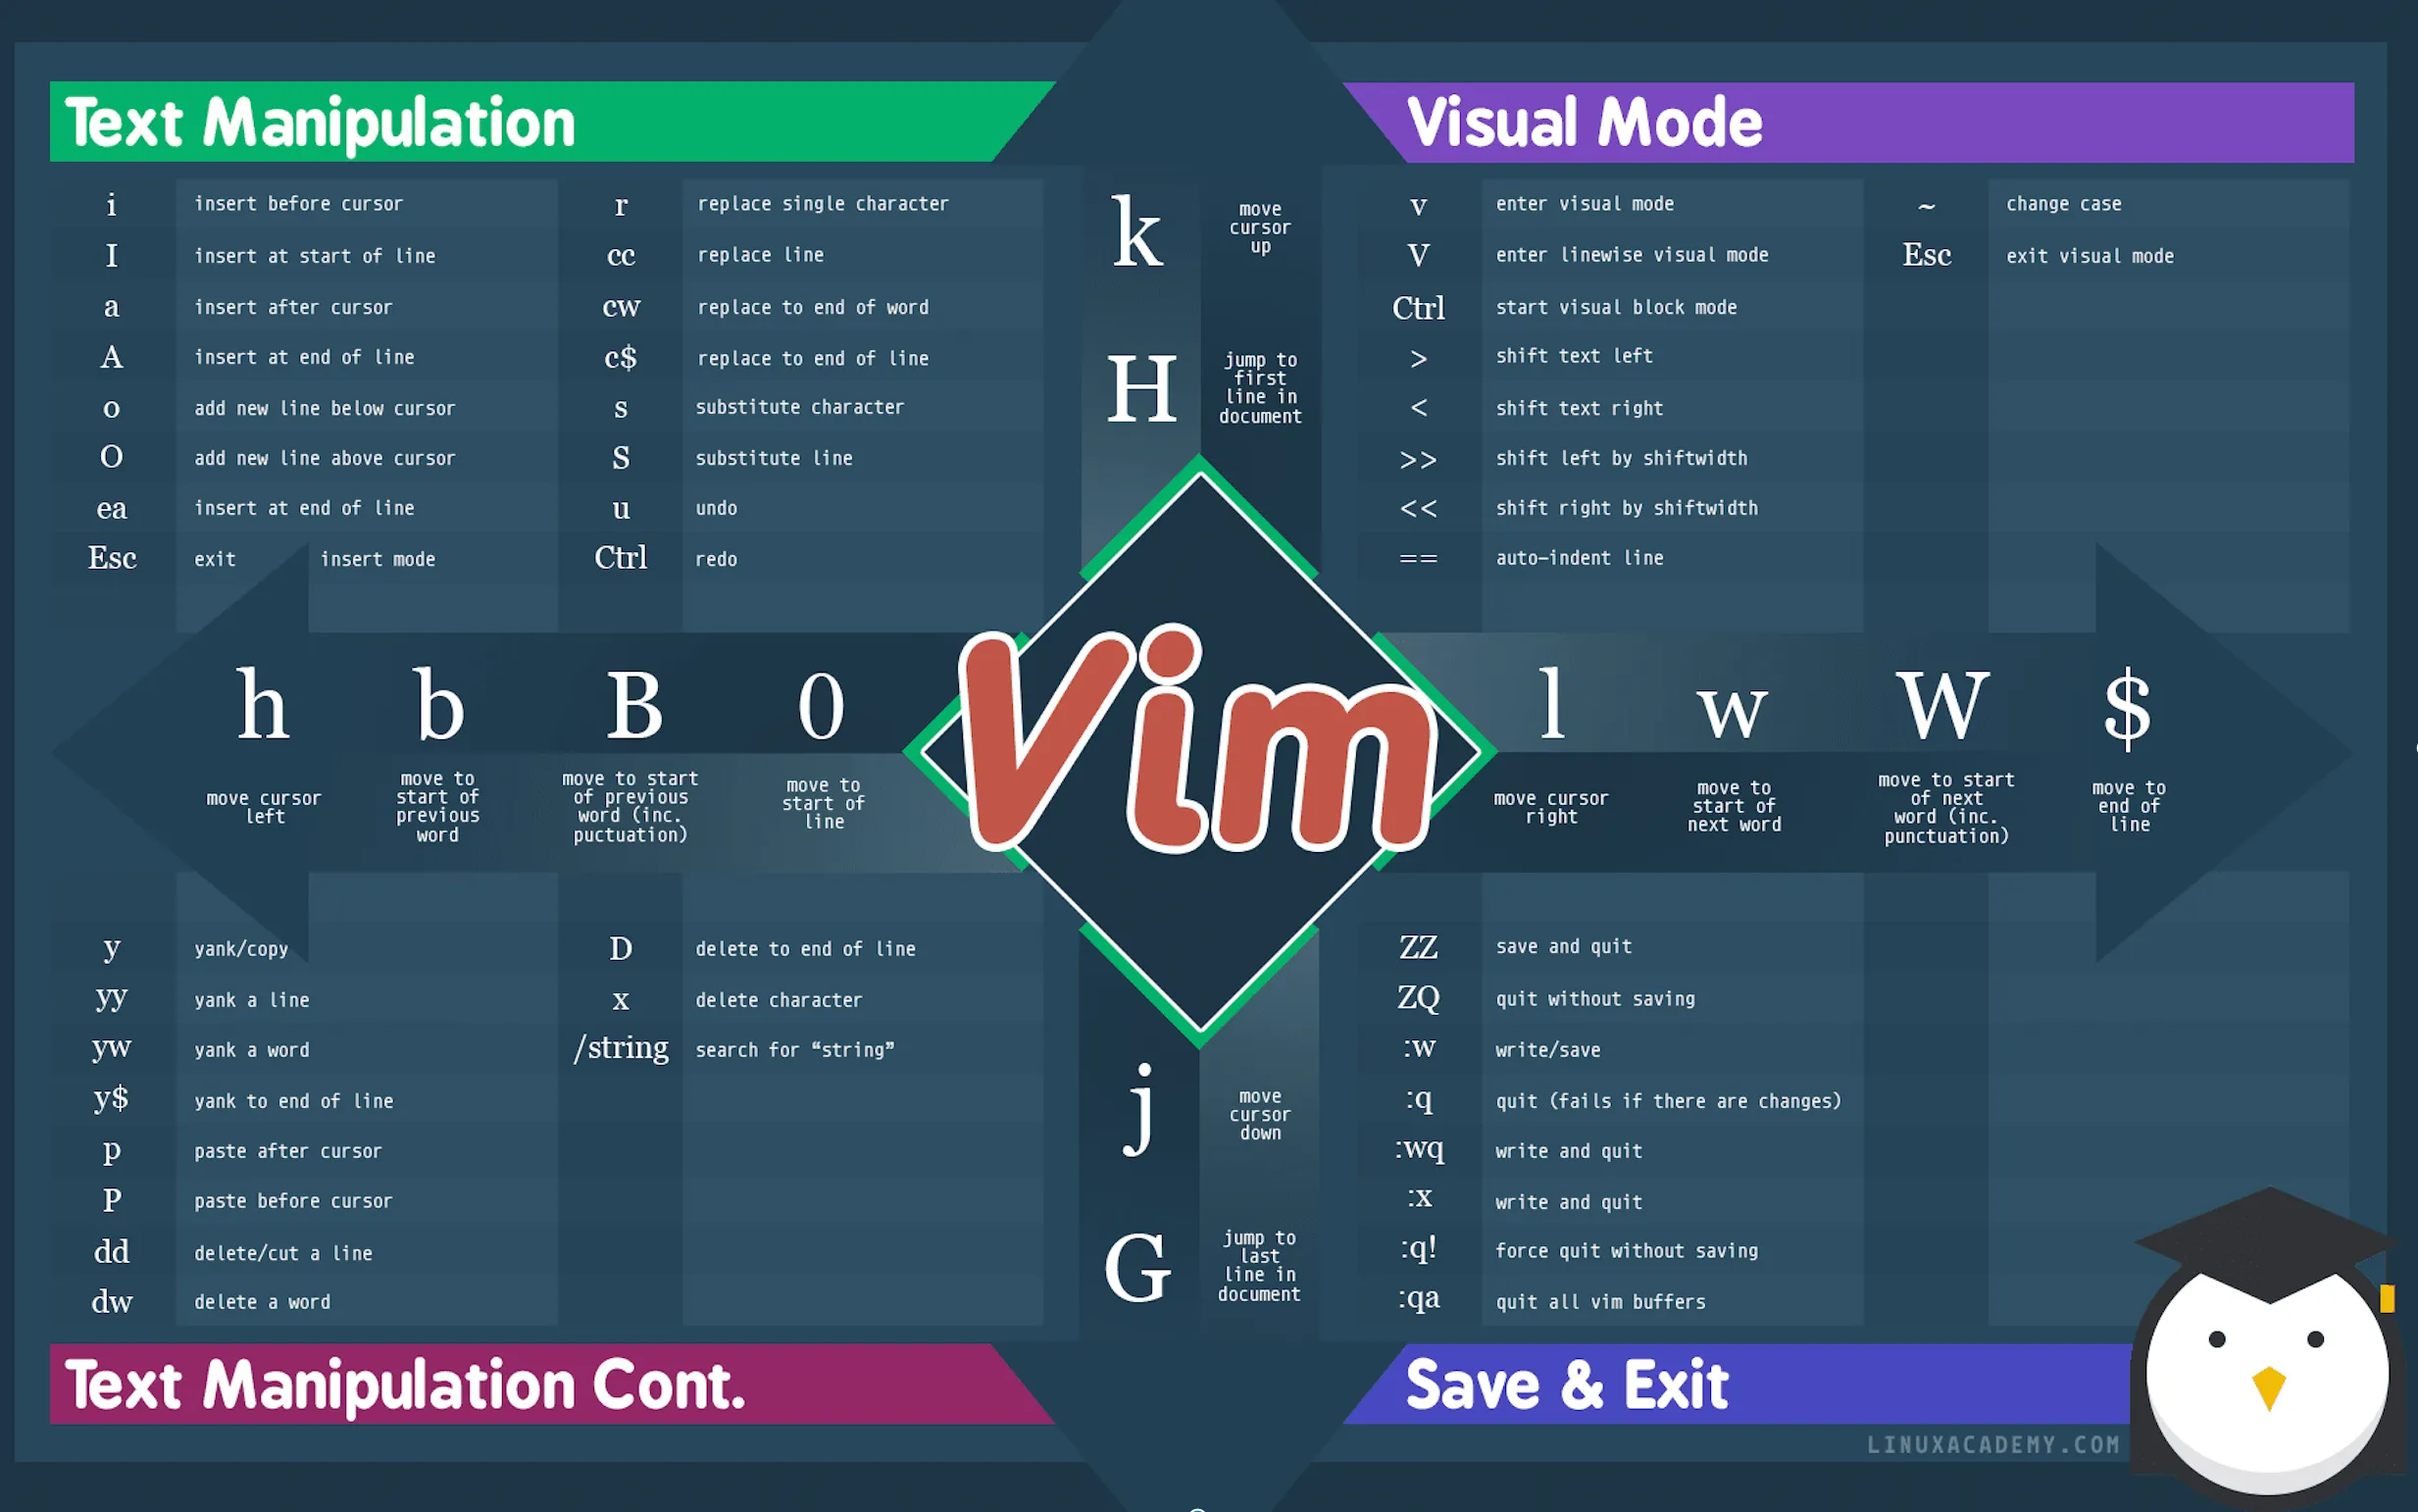 Text Manipulation
i insert before cursor
I insert at start of line
a insert after cursor
A insert at end of line
o add new line below cursor
O add new line above cursor
ea insert at end of line
Esc exit insert mode
r replace single character
cc replace line
cw replace to end of word
c$ replace to end of line
s substitute character
S substitute line
u undo
Ctrl redo
k
move
cursor
up
H
jump to
first
line in
document
Visual Mode
v enter visual mode
V enter linewise visual mode
Ctrl start visual block mode
> shift text left
< shift text right
>> shift left by shiftwidth
<< shift right by shiftwidth
== auto-indent line
~ change case
Esc exit visual mode
h
move cursor
left
b
move to
start of
previous
word
B
move to start
of previous
word (inc.
puctuation)
0
move to
start of
line
Vim
l
move cursor
right
w
move to
start of
next word
W
move to start
of next
word (inc.
punctuation)
$
move to
end of
line
y yank/copy
yy yank a line
yw yank a word
y$ yank to end of line
p paste after cursor
P paste before cursor
dd delete/cut a line
dw delete a word
D delete to end of line
x delete character
/string search for “string”
Text Manipulation Cont.
j
move
cursor
down
G
jump to
last
line in
document
ZZ save and quit
ZQ quit without saving
:w write/save
:q quit (fails if there are changes)
:wq write and quit
:x write and quit
:q! force quit without saving
:qa quit all vim buffers
Save & Exit
LINUXACADEMY.COM